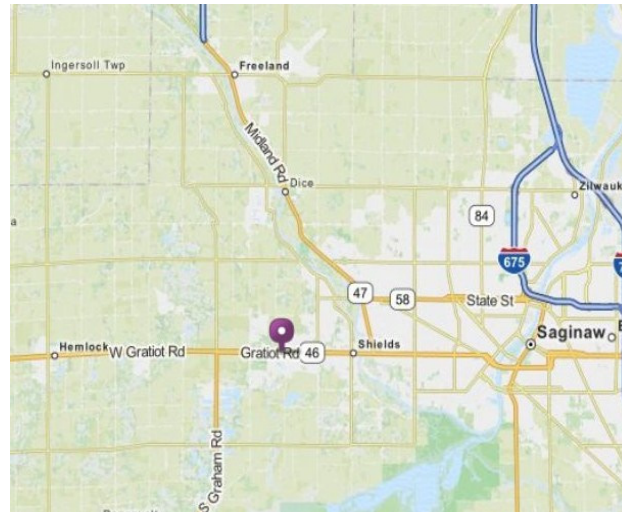 Ingersoll Twp
Freeland
Midland Rd
Dice
Zilwauk
84
a
675
7
47
58
State St
Saginaw
Hemlock
W Gratiot Rd
Gratiot Rd
46
Shields
S Graham Rd